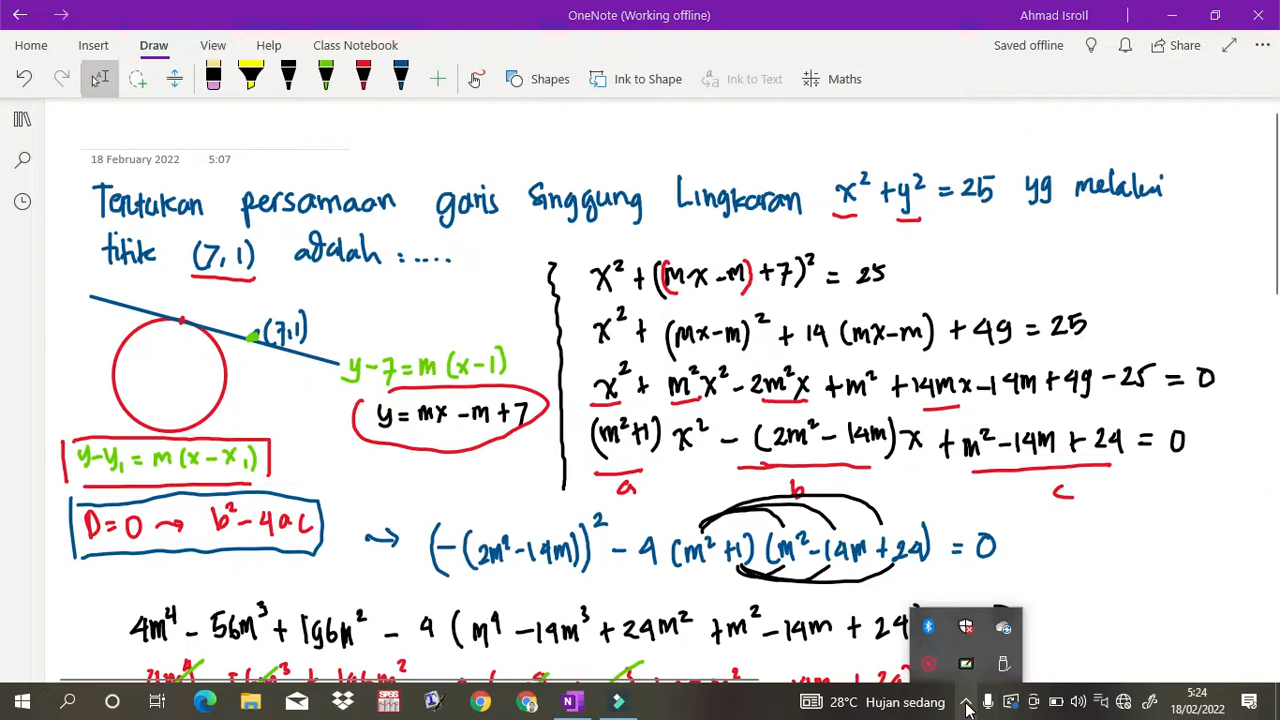 OneNote (Working offline)
Ahmad Isroll
Home Insert Draw View Help Class Notebook
Saved offline
Share
Shapes Ink to Shape Ink to Text Maths
18 February 2022 5:07
Tentukan persamaan garis singgung Lingkaran x² + y² = 25 yg melalui
titik (7, 1) adalah : .....
(7,1)
y-7 = m (x-1)
y = mx - m + 7
y-y₁ = m (x - x₁)
D = 0 → b² - 4ac
x² + ((mx - m) + 7)² = 25
x² + (mx-m)² + 14 (mx-m) + 49 = 25
x² + m²x² - 2m²x + m² + 14mx - 14m + 49 - 25 = 0
(m²+1) x² - (2m² - 14m)x + m² - 14m + 24 = 0
a b c
→ (-(2m²-14m))² - 4 (m² +1) (m² - 14m + 24) = 0
4m⁴ - 56m³ + 196m² - 4 (m⁴ - 14m³ + 24m² + m² - 14m + 24
28°C Hujan sedang
5:24
18/02/2022